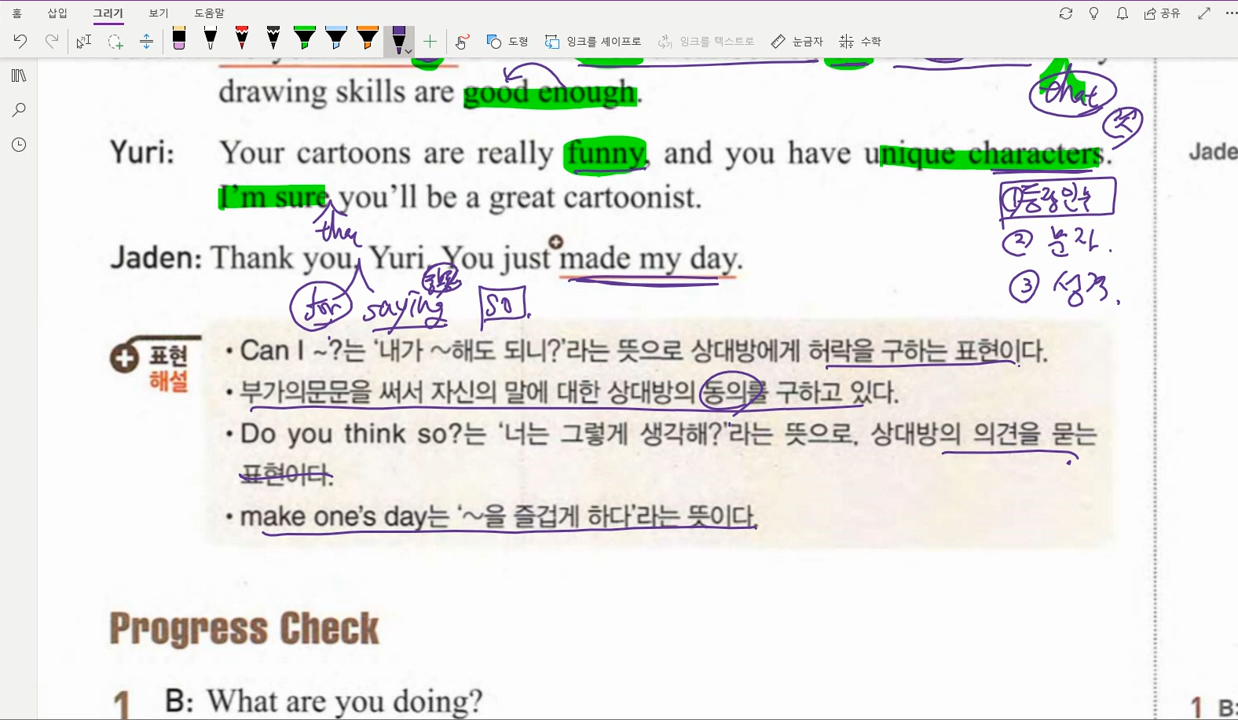 홈 삽입 그리기 보기 도움말 공유
도형 잉크를 셰이프로 잉크를 텍스트로 눈금자 수학
drawing skills are good enough.
that
뜻
Yuri: Your cartoons are really funny, and you have unique characters.
Jade
I'm sure you'll be a great cartoonist.
① 등장인물
that
② 문자.
Jaden: Thank you, Yuri. You just made my day.
③ 성격.
for saying so.
표현
해설
• Can I ~?는 '내가 ~해도 되니?'라는 뜻으로 상대방에게 허락을 구하는 표현이다.
• 부가의문문을 써서 자신의 말에 대한 상대방의 동의를 구하고 있다.
• Do you think so?는 '너는 그렇게 생각해?"라는 뜻으로, 상대방의 의견을 묻는
표현이다.
• make one's day는 '~을 즐겁게 하다'라는 뜻이다.
Progress Check
1 B: What are you doing?
1 B: